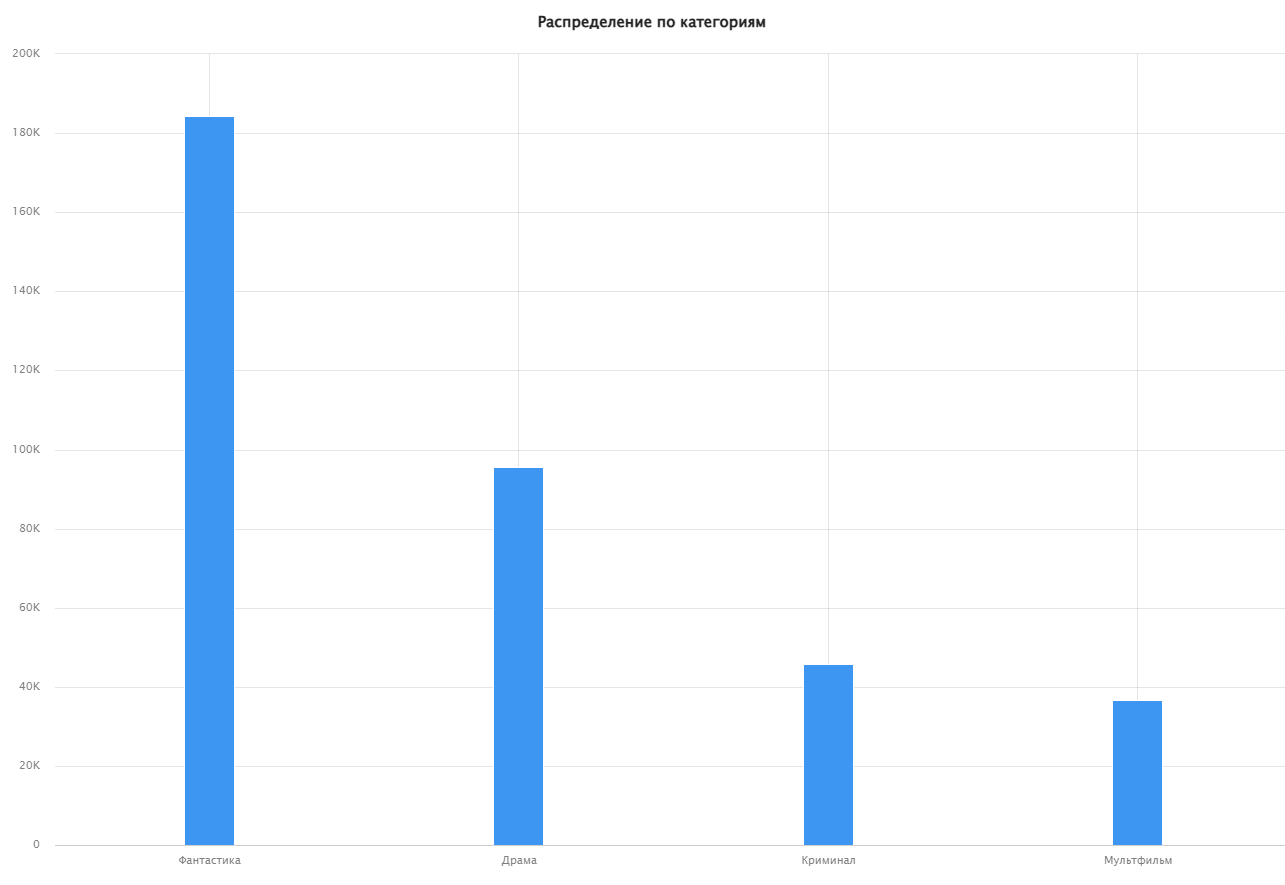 Распределение по категориям
200K
180K
160K
140K
120K
100K
80K
60K
40K
20K
0
Фантастика Драма Криминал Мультфильм